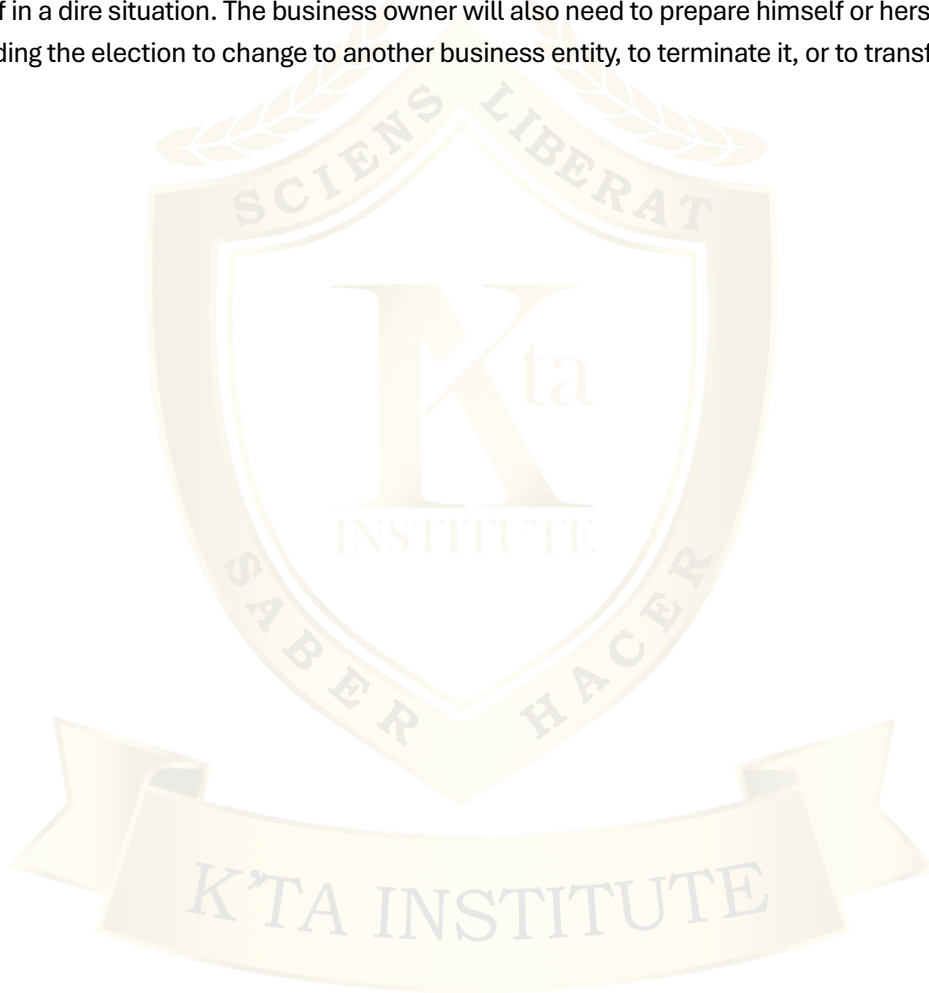 f in a dire situation. The business owner will also need to prepare himself or hers
ding the election to change to another business entity, to terminate it, or to transf
SCIENS LIBERAT
Kta
INSTITUTE
SABER HACER
K'TA INSTITUTE